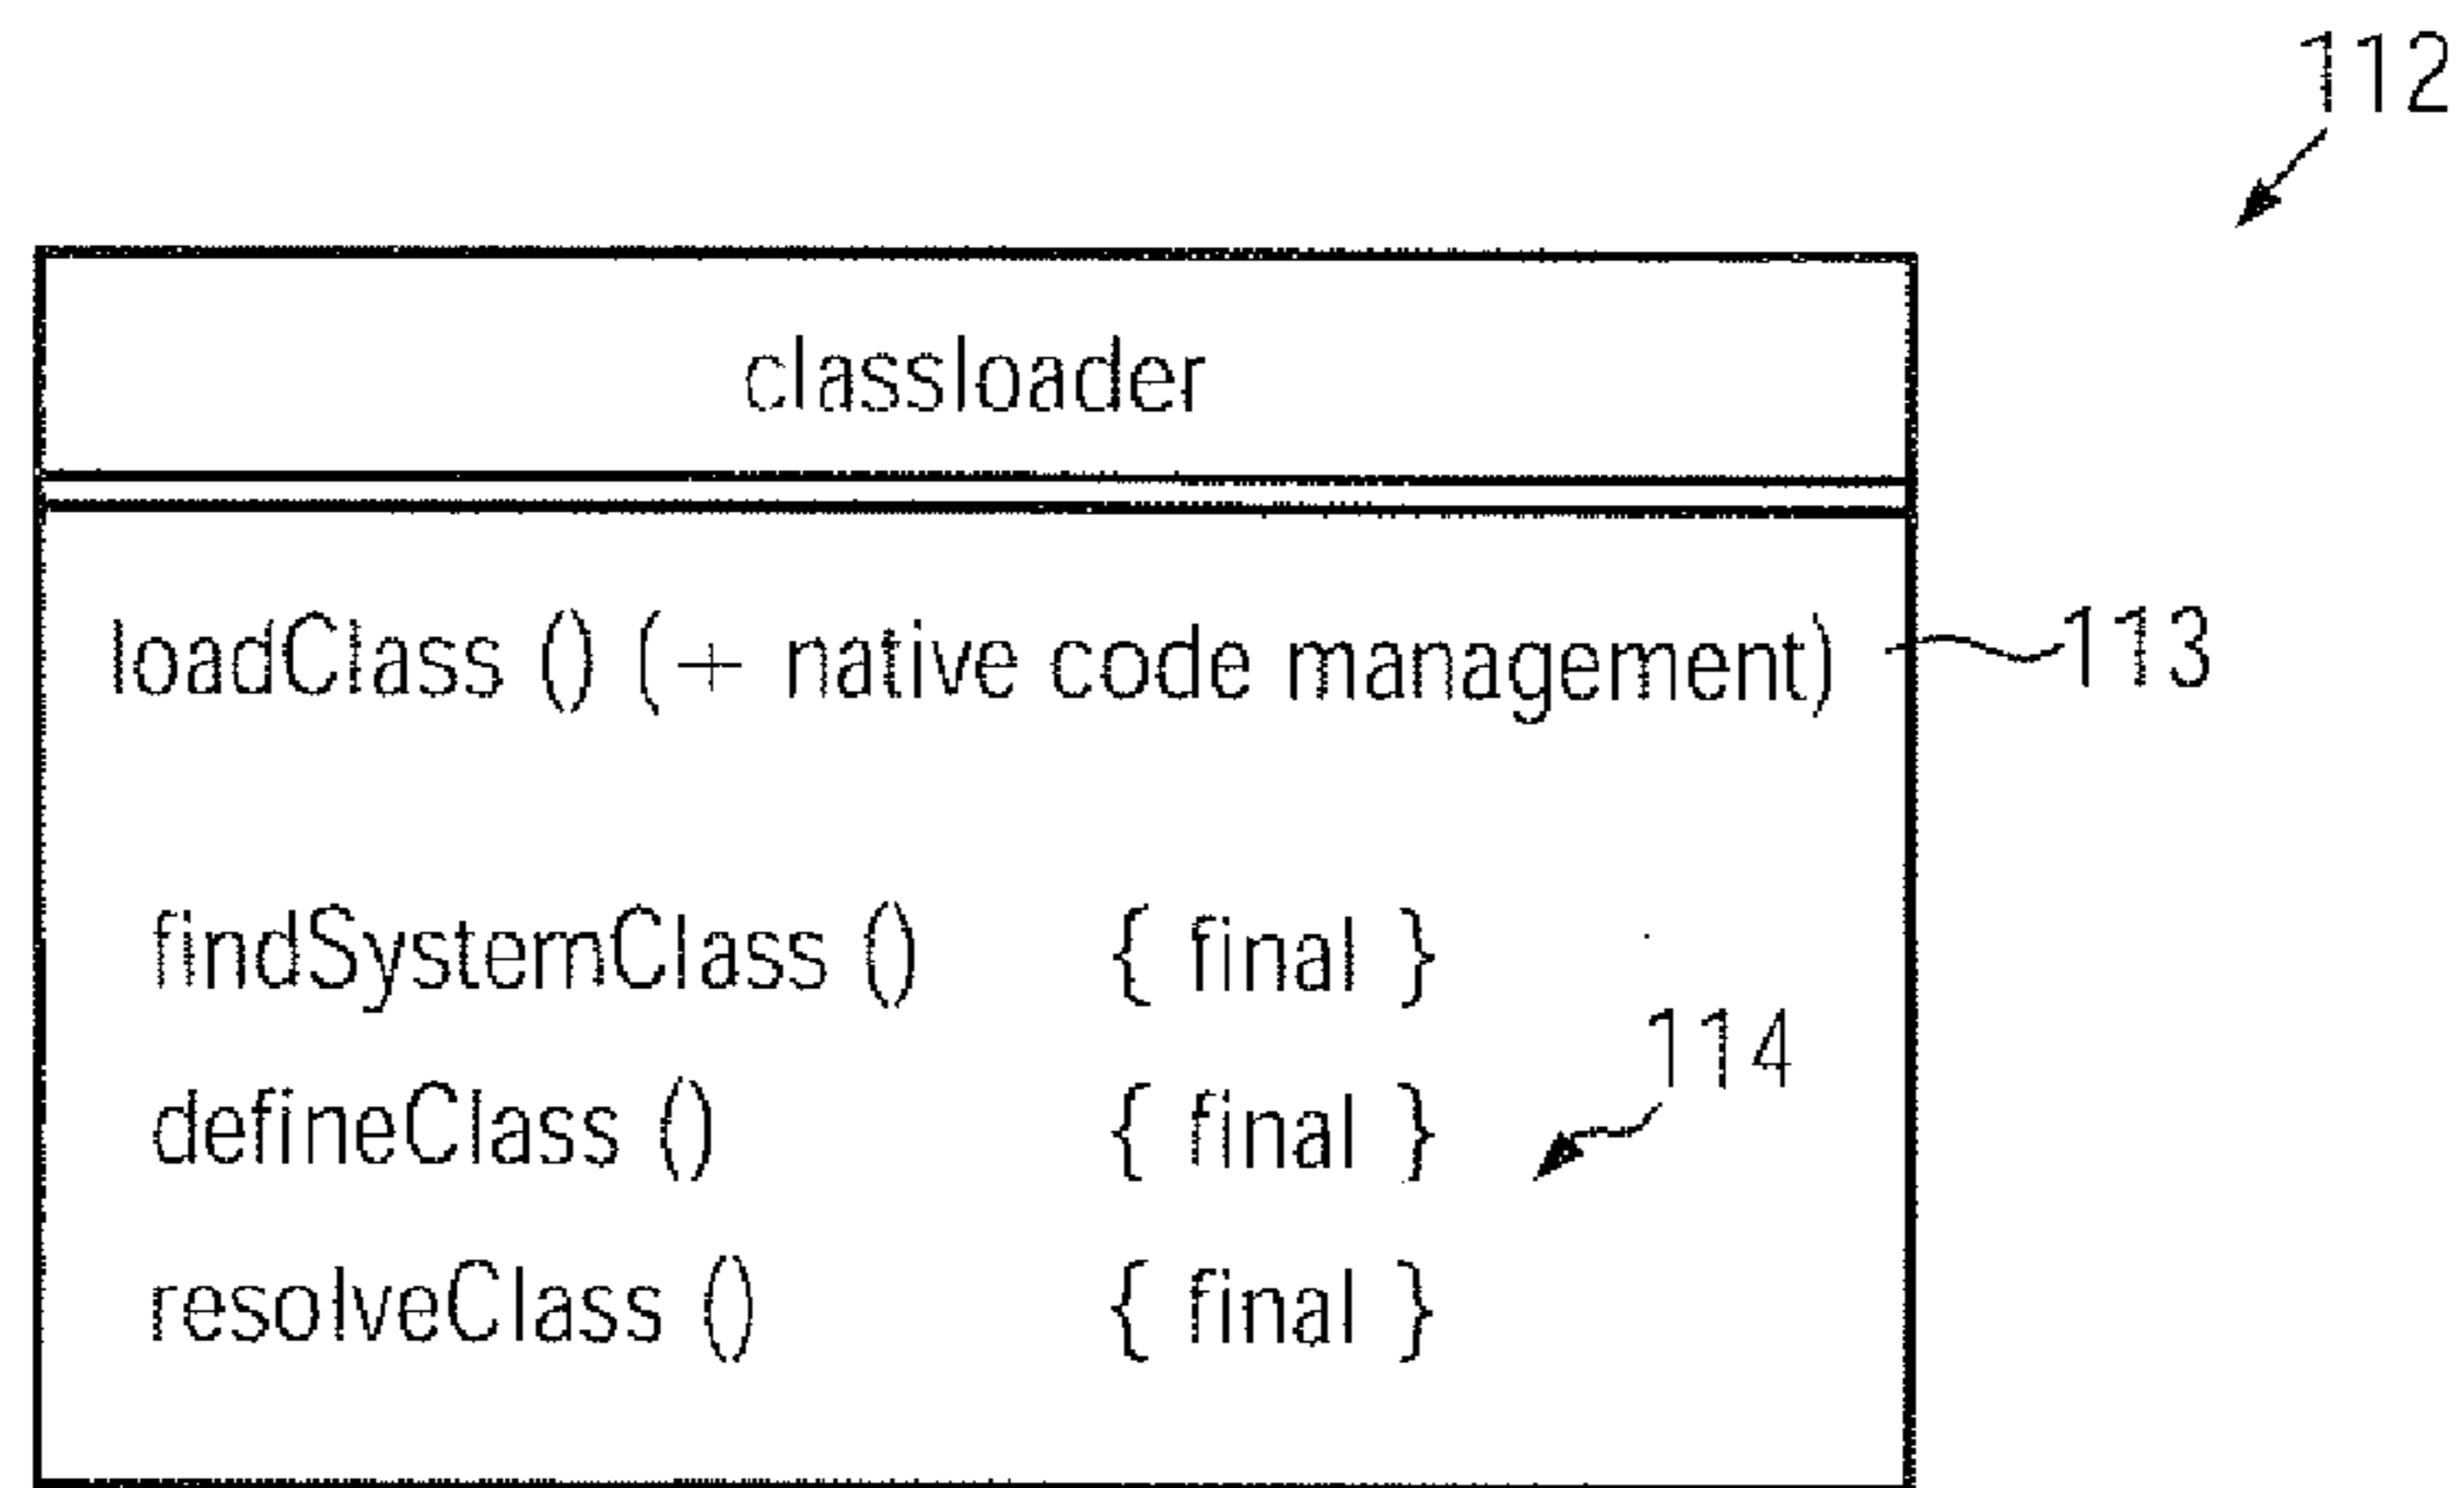 112
classloader
loadClass () (+ native code management) 113
findSystemClass () { final }
114
defineClass () { final }
resolveClass () { final }